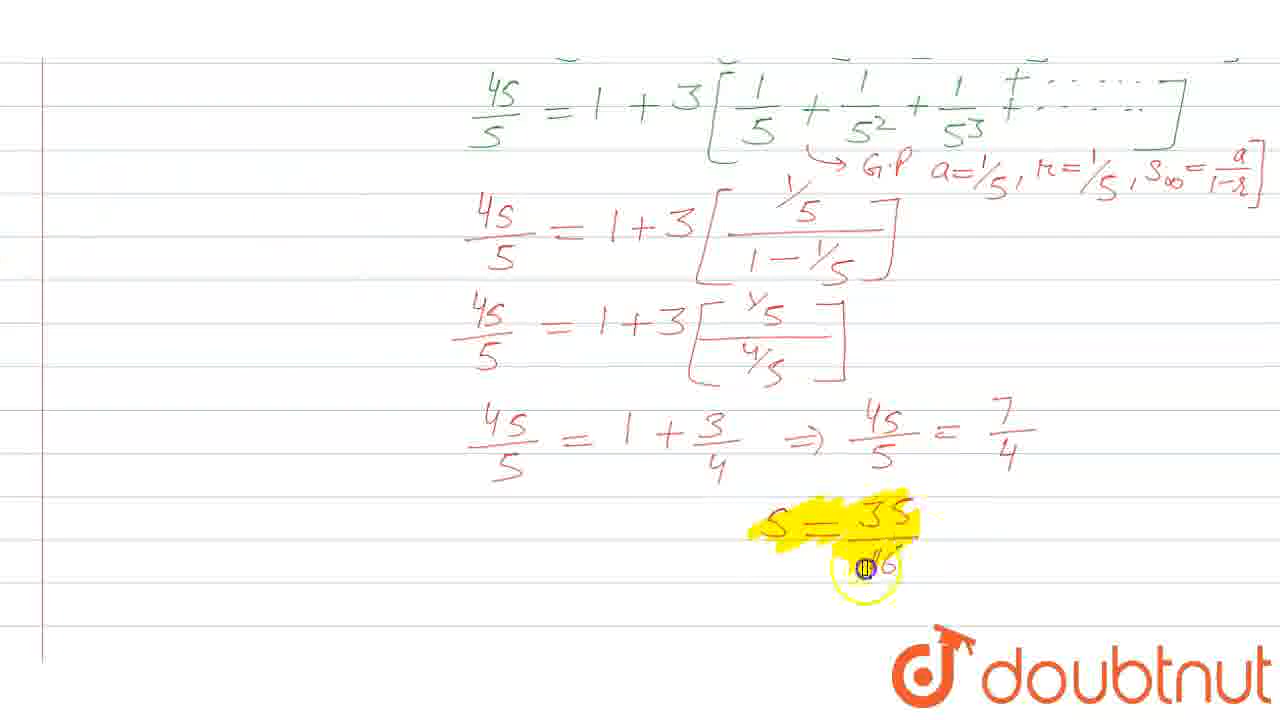 4S/5 = 1 + 3 [ 1/5 + 1/5² + 1/5³ + ...... + ...... ]
→ G.P a = 1/5, r = 1/5, S∞ = a/1-r ]
4S/5 = 1 + 3 [ 1/5 / 1 - 1/5 ]
4S/5 = 1 + 3 [ 1/5 / 4/5 ]
4S/5 = 1 + 3/4 ⇒ 4S/5 = 7/4
S = 35/16
doubtnut